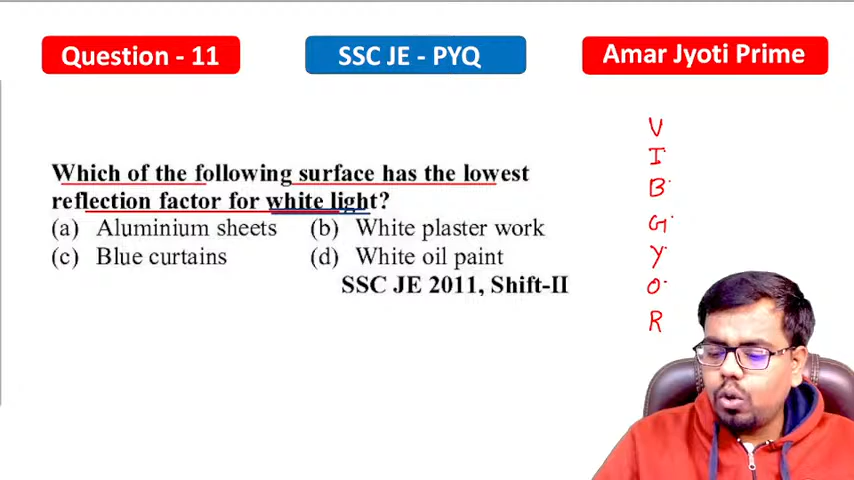 Question - 11
SSC JE - PYQ
Amar Jyoti Prime
Which of the following surface has the lowest
reflection factor for white light?
(a) Aluminium sheets (b) White plaster work
(c) Blue curtains (d) White oil paint
SSC JE 2011, Shift-II
V
I
B
G
Y
O
R